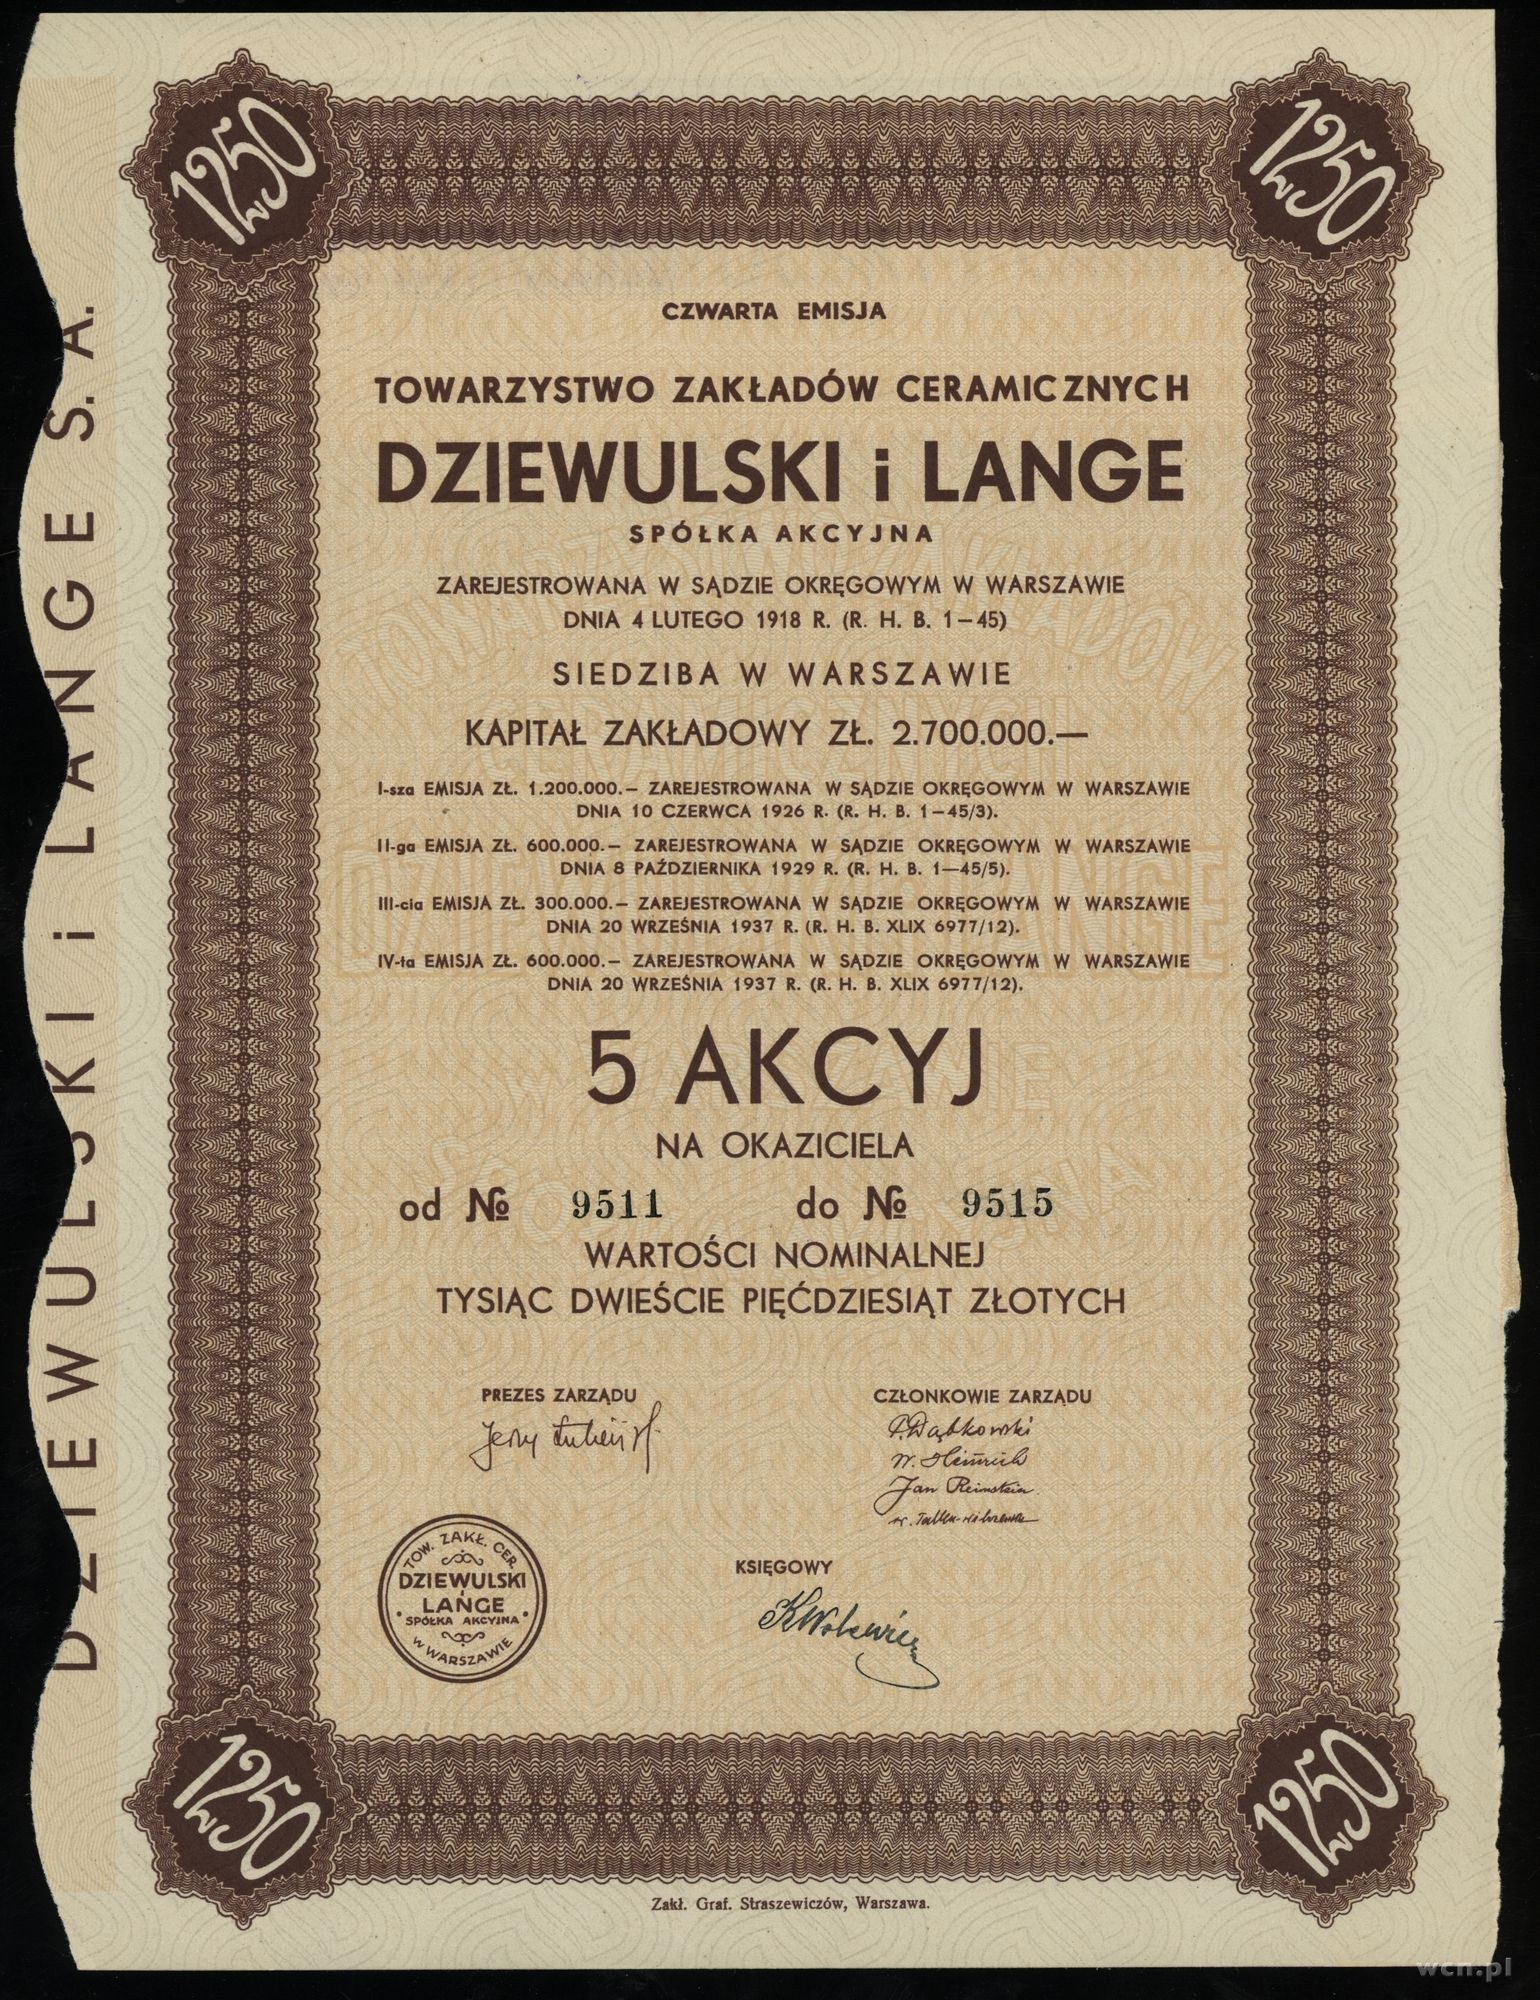 1250
1250
CZWARTA EMISJA
TOWARZYSTWO ZAKŁADÓW CERAMICZNYCH
DZIEWULSKI i LANGE
SPÓŁKA AKCYJNA
ZAREJESTROWANA W SĄDZIE OKRĘGOWYM W WARSZAWIE
DNIA 4 LUTEGO 1918 R. (R. H. B. 1–45)
SIEDZIBA W WARSZAWIE
KAPITAŁ ZAKŁADOWY ZŁ. 2.700.000.—
I-sza EMISJA ZŁ. 1.200.000.– ZAREJESTROWANA W SĄDZIE OKRĘGOWYM W WARSZAWIE
DNIA 10 CZERWCA 1926 R. (R. H. B. 1–45/3).
II-ga EMISJA ZŁ. 600.000.– ZAREJESTROWANA W SĄDZIE OKRĘGOWYM W WARSZAWIE
DNIA 8 PAŹDZIERNIKA 1929 R. (R. H. B. 1—45/5).
III-cia EMISJA ZŁ. 300.000.– ZAREJESTROWANA W SĄDZIE OKRĘGOWYM W WARSZAWIE
DNIA 20 WRZEŚNIA 1937 R. (R. H. B. XLIX 6977/12).
IV-ta EMISJA ZŁ. 600.000.– ZAREJESTROWANA W SĄDZIE OKRĘGOWYM W WARSZAWIE
DNIA 20 WRZEŚNIA 1937 R. (R. H. B. XLIX 6977/12).
5 AKCYJ
NA OKAZICIELA
od № 9511 do № 9515
WARTOŚCI NOMINALNEJ
TYSIĄC DWIEŚCIE PIĘĆDZIESIĄT ZŁOTYCH
PREZES ZARZĄDU
Jerzy
CZŁONKOWIE ZARZĄDU
Dąbkowski
W. Heinrich
Jan Reinstein
KSIĘGOWY
TOW. ZAKŁ. CER.
DZIEWULSKI
i
LANGE
SPÓŁKA AKCYJNA
W WARSZAWIE
1250
1250
Zakł. Graf. Straszewiczów, Warszawa.
DZIEWULSKI i LANGE S. A.
wcn.pl